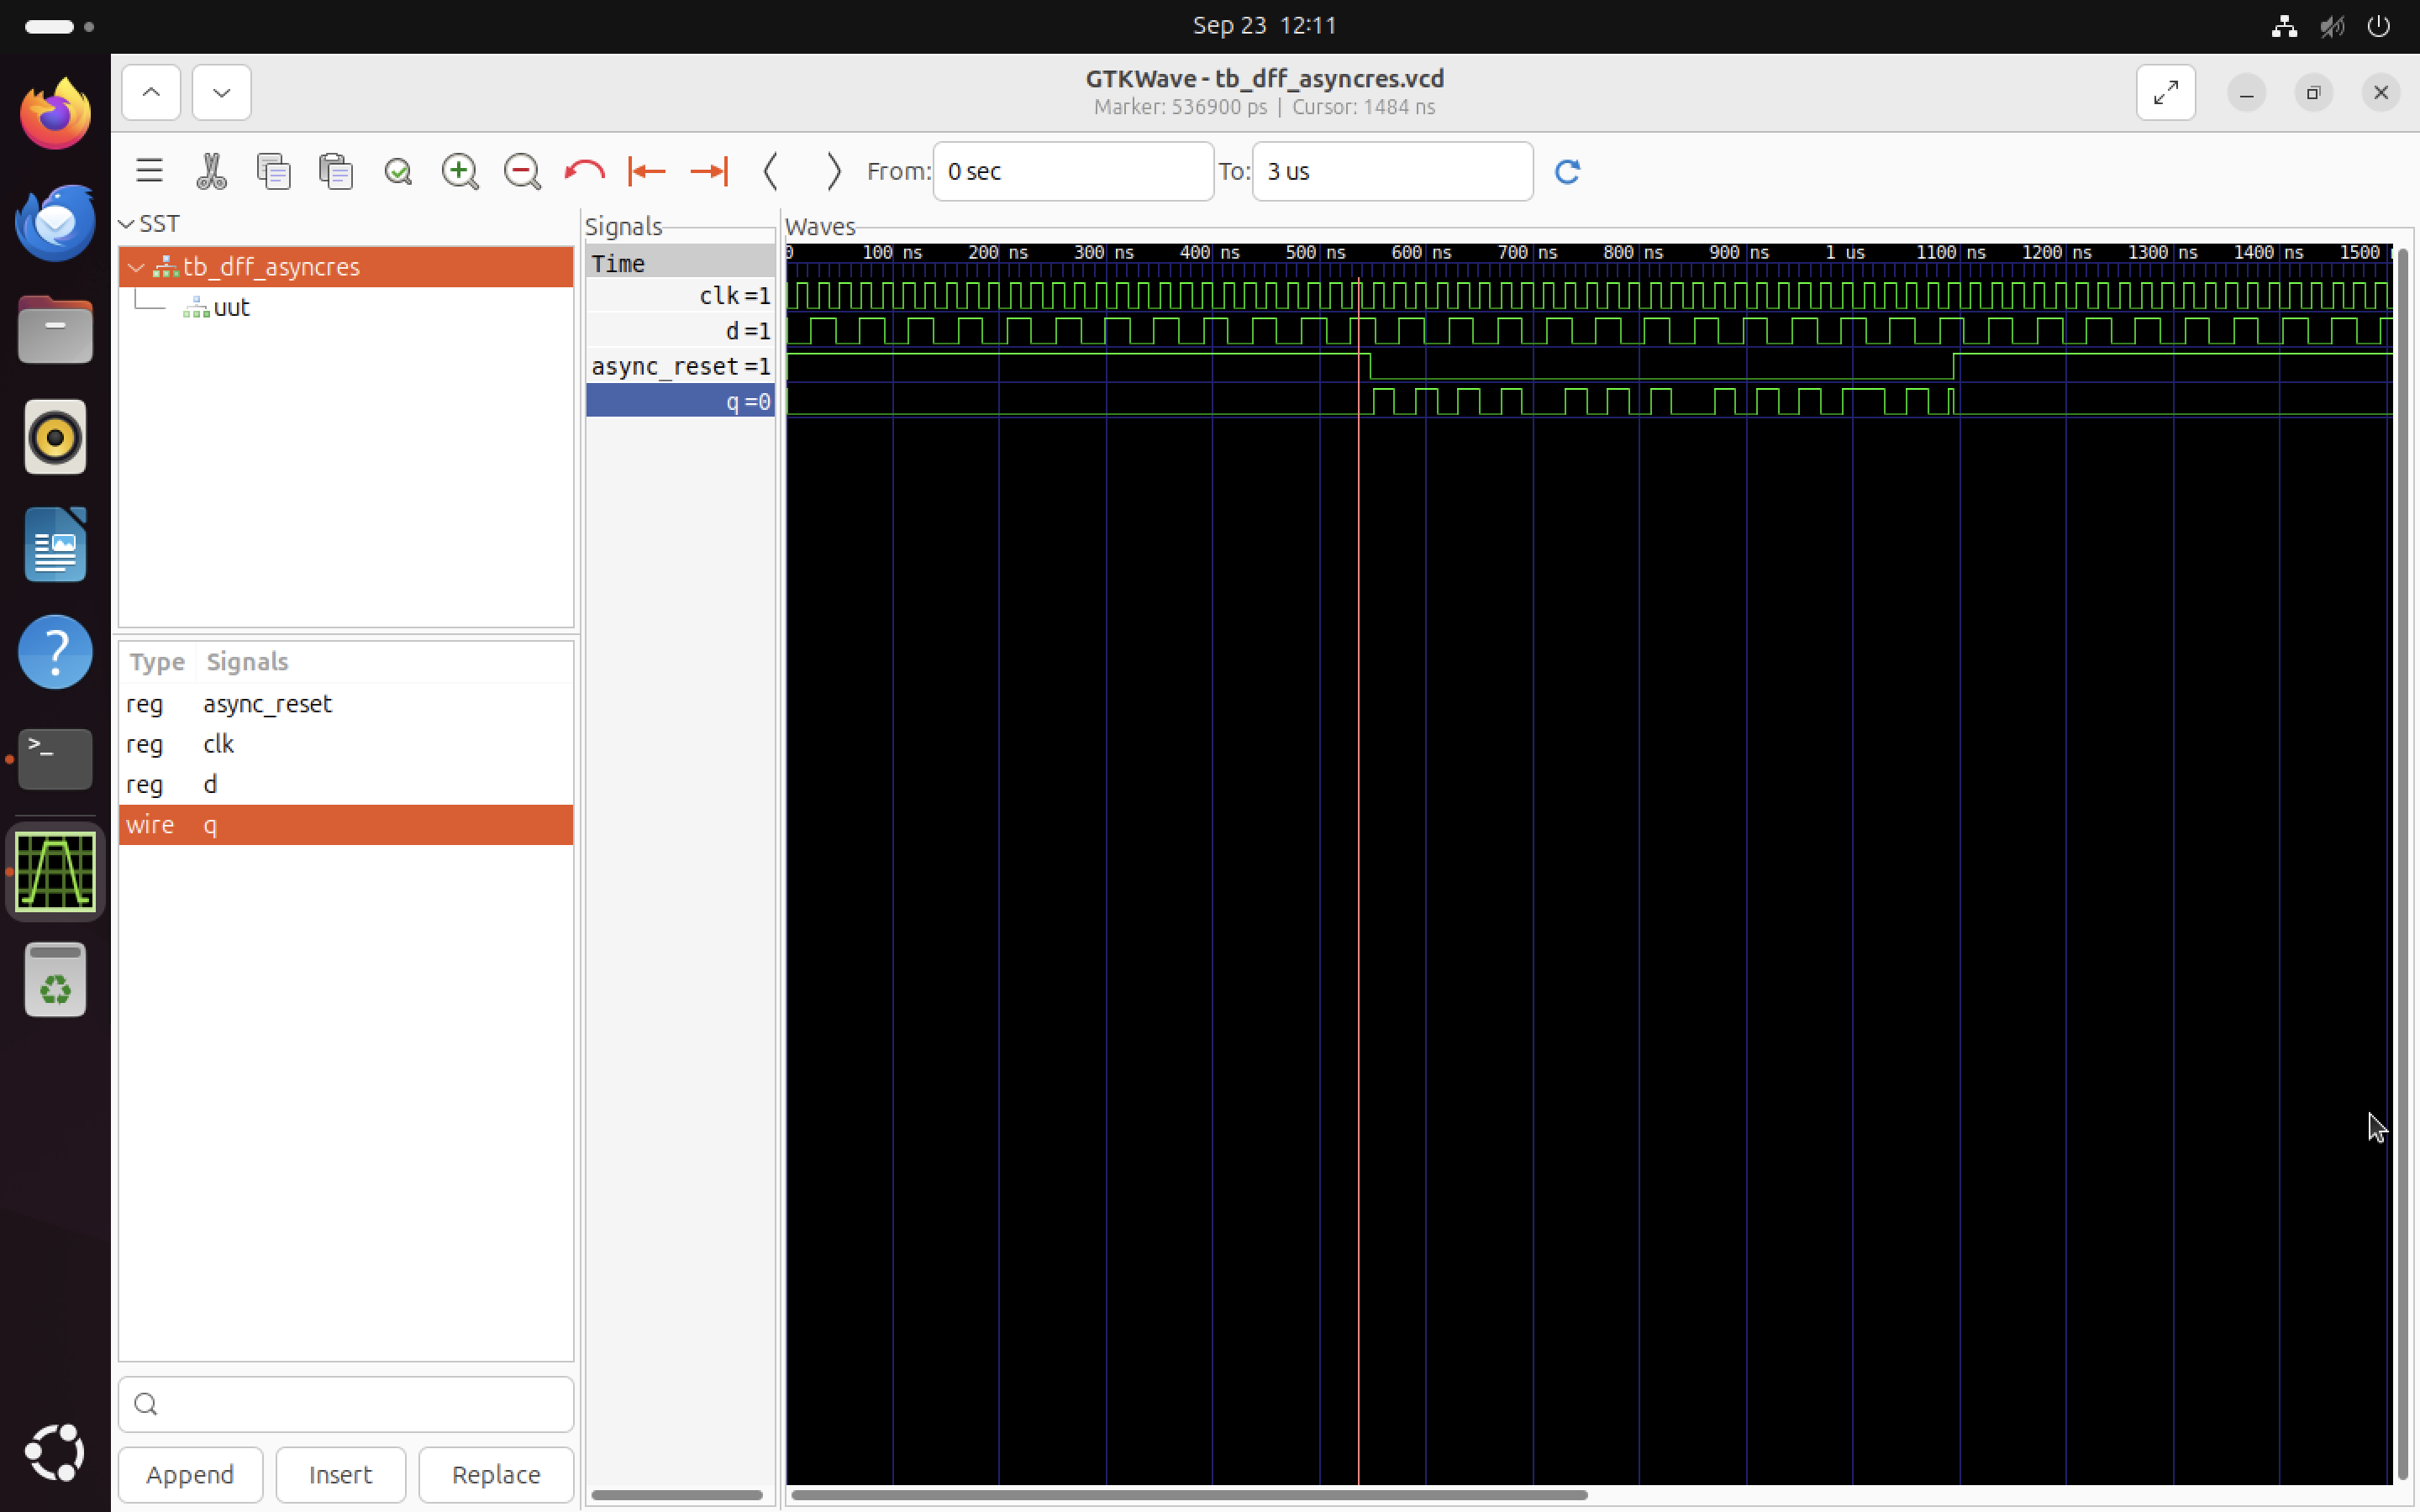 Sep 23 12:11
GTKWave - tb_dff_asyncres.vcd
Marker: 536900 ps | Cursor: 1484 ns
From: 0 sec To: 3 us
SST
tb_dff_asyncres
uut
Type Signals
reg async_reset
reg clk
reg d
wire q
Append Insert Replace
Signals
Time
clk =1
d =1
async_reset =1
q =0
Waves
0 100 ns 200 ns 300 ns 400 ns 500 ns 600 ns 700 ns 800 ns 900 ns 1 us 1100 ns 1200 ns 1300 ns 1400 ns 1500